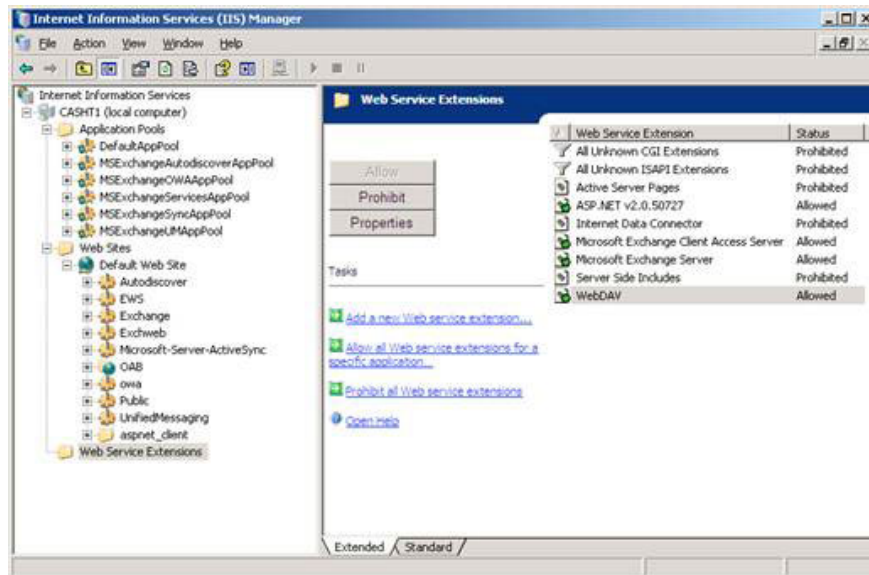 Internet Information Services (IIS) Manager
File Action View Window Help
Internet Information Services
CASHT1 (local computer)
Application Pools
DefaultAppPool
MSExchangeAutodiscoverAppPool
MSExchangeOWAAppPool
MSExchangeServicesAppPool
MSExchangeSyncAppPool
MSExchangeUMAppPool
Web Sites
Default Web Site
Autodiscover
EWS
Exchange
Exchweb
Microsoft-Server-ActiveSync
OAB
owa
Public
UnifiedMessaging
aspnet_client
Web Service Extensions
Web Service Extensions
Allow
Prohibit
Properties
Tasks
Add a new Web service extension...
Allow all Web service extensions for a
specific application...
Prohibit all Web service extensions
Open Help
Web Service Extension Status
All Unknown CGI Extensions Prohibited
All Unknown ISAPI Extensions Prohibited
Active Server Pages Prohibited
ASP.NET v2.0.50727 Allowed
Internet Data Connector Prohibited
Microsoft Exchange Client Access Server Allowed
Microsoft Exchange Server Allowed
Server Side Includes Prohibited
WebDAV Allowed
Extended Standard